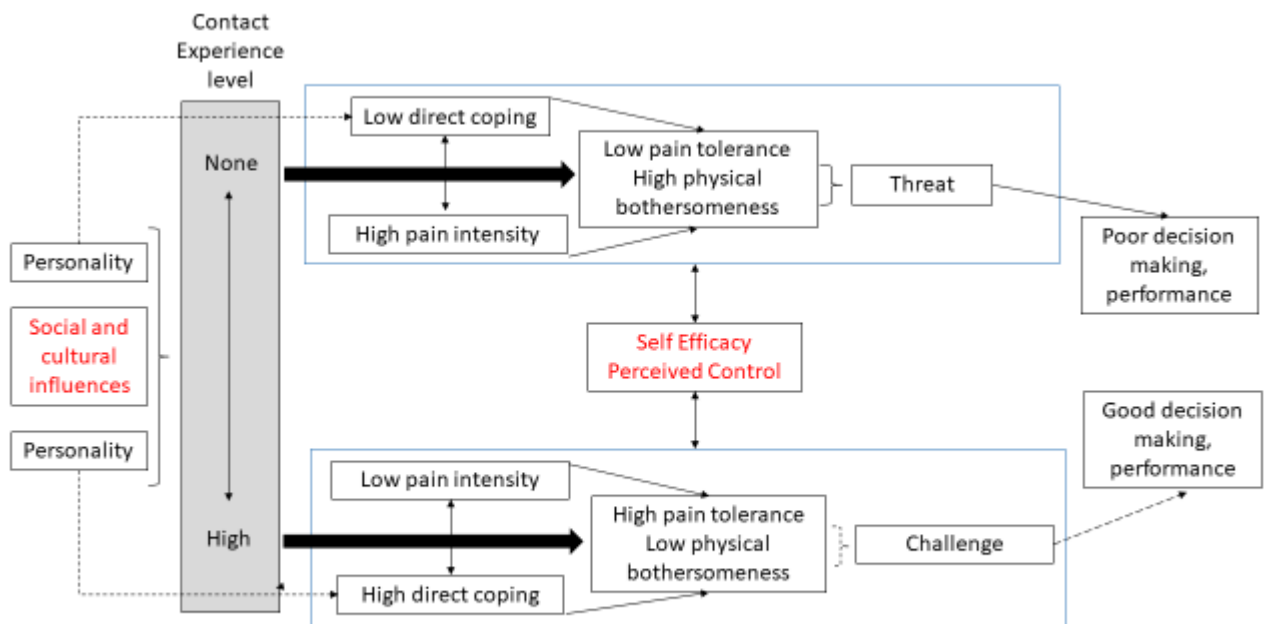 Contact
Experience
level
None
High
Personality
Social and
cultural
influences
Personality
Low direct coping
High pain intensity
Low pain tolerance
High physical
bothersomeness
Threat
Poor decision
making,
performance
Self Efficacy
Perceived Control
Low pain intensity
High direct coping
High pain tolerance
Low physical
bothersomeness
Challenge
Good decision
making,
performance